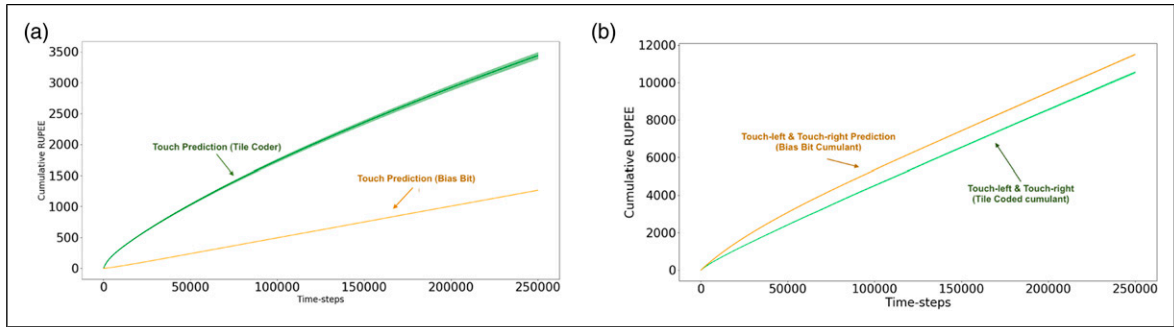 (a)
3500
3000
2500
2000
1500
1000
500
0
Cumulative RUPEE
Touch Prediction (Tile Coder)
Touch Prediction (Bias Bit)
0 50000 100000 150000 200000 250000
Time-steps
(b)
12000
10000
8000
6000
4000
2000
0
Cumulative RUPEE
Touch-left & Touch-right Prediction
(Bias Bit Cumulant)
Touch-left & Touch-right
(Tile Coded cumulant)
0 50000 100000 150000 200000 250000
Time-steps